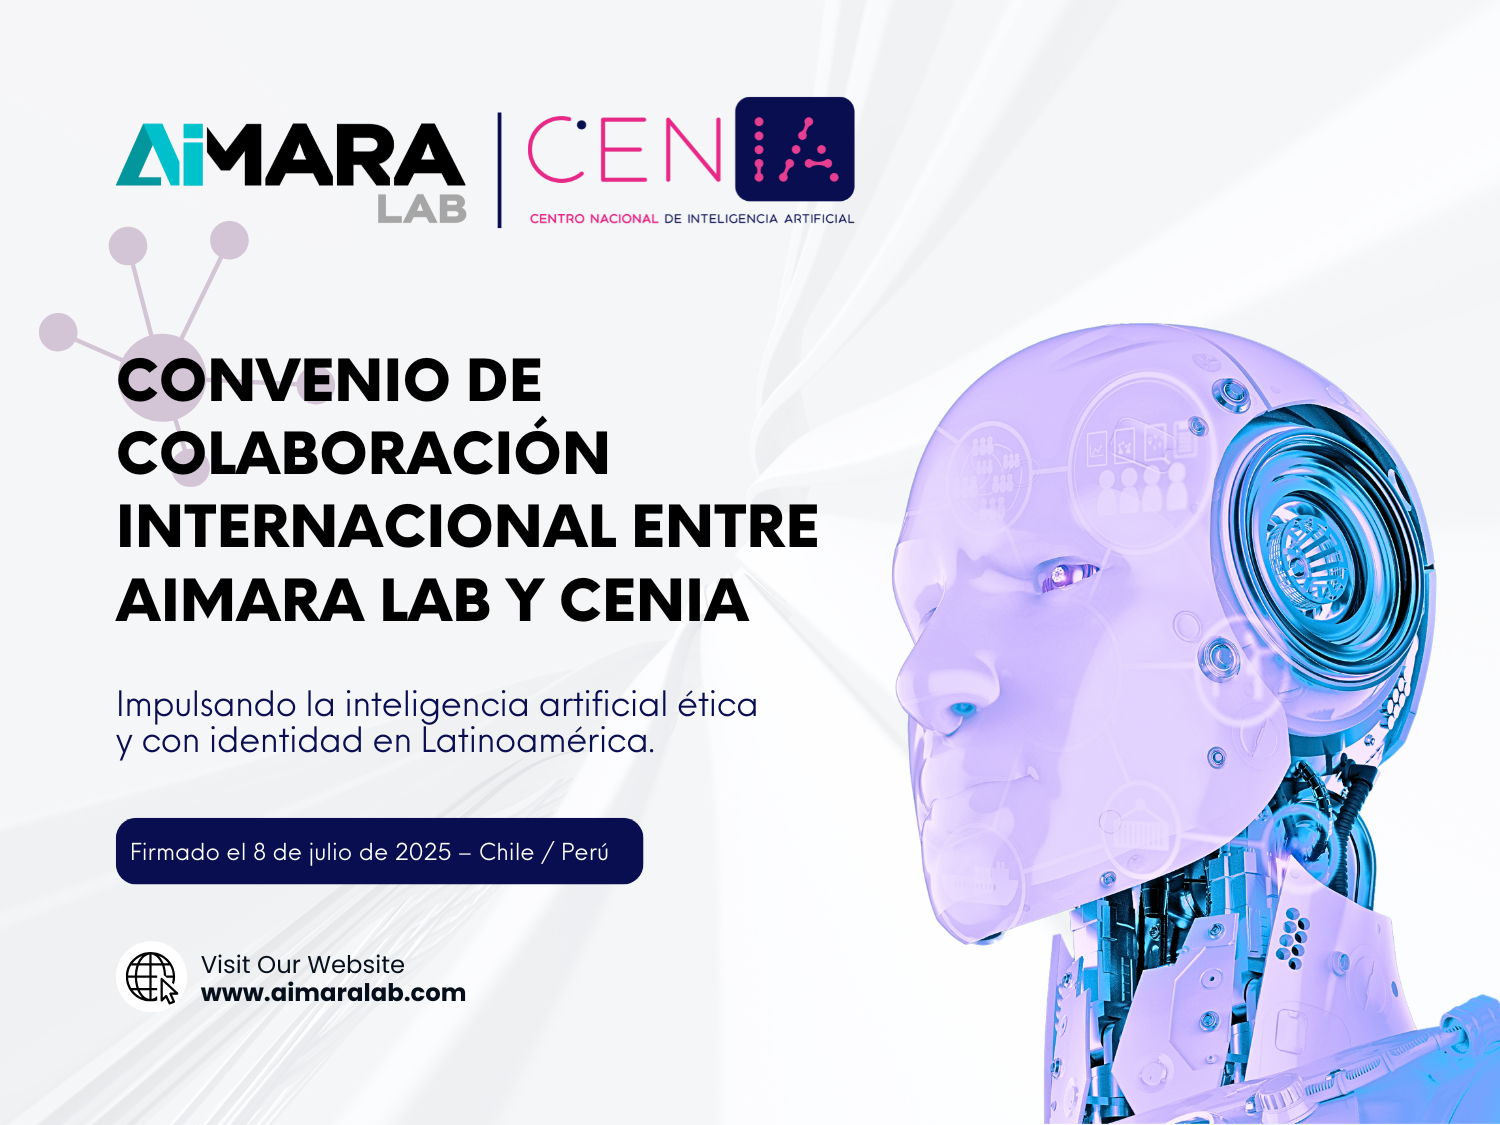 AiMARA
LAB
CENIA
CENTRO NACIONAL DE INTELIGENCIA ARTIFICIAL
CONVENIO DE
COLABORACIÓN
INTERNACIONAL ENTRE
AIMARA LAB Y CENIA
Impulsando la inteligencia artificial ética
y con identidad en Latinoamérica.
Firmado el 8 de julio de 2025 – Chile / Perú
Visit Our Website
www.aimaralab.com